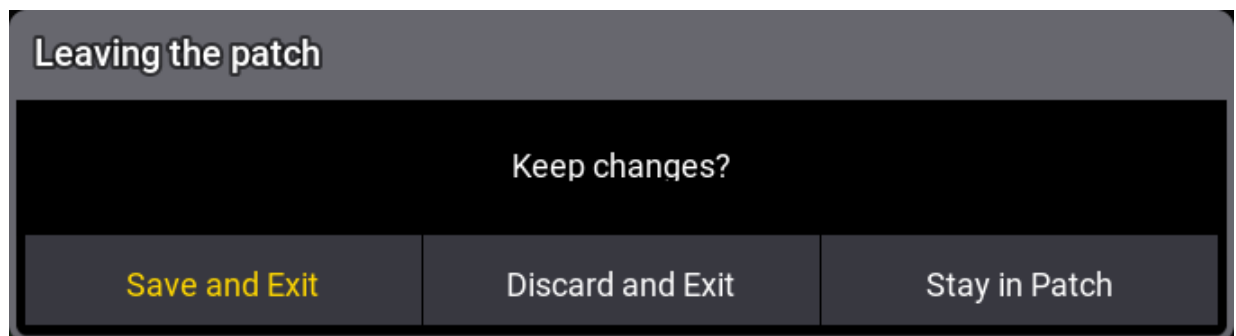 Leaving the patch
Keep changes?
Save and Exit
Discard and Exit
Stay in Patch